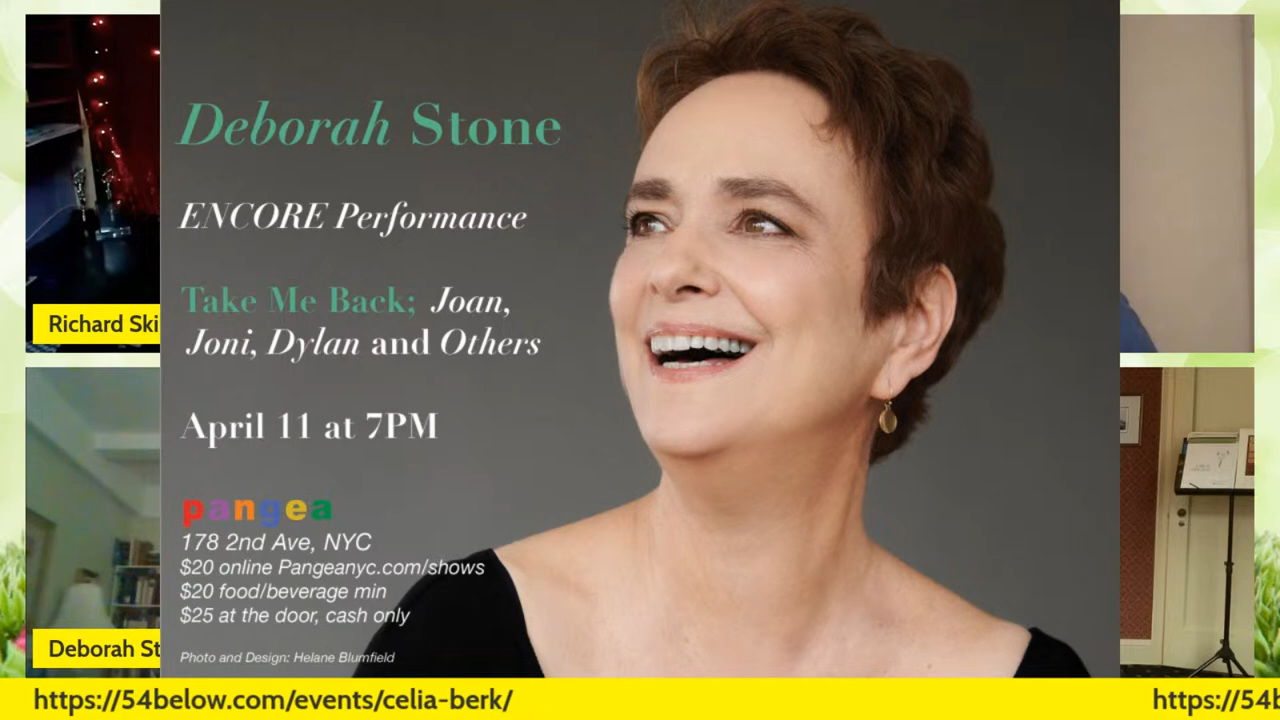 Deborah Stone
ENCORE Performance
Take Me Back; Joan,
Joni, Dylan and Others
April 11 at 7PM
pangea
178 2nd Ave, NYC
$20 online Pangeanyc.com/shows
$20 food/beverage min
$25 at the door, cash only
Photo and Design: Helane Blumfield
Richard Ski
Deborah St
https://54below.com/events/celia-berk/
https://54b